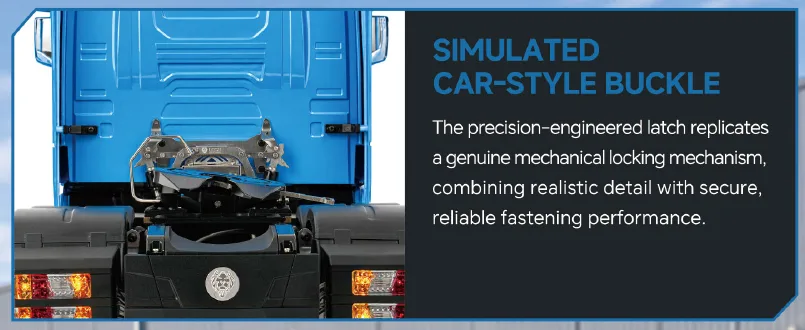 SIMULATED
CAR-STYLE BUCKLE
The precision-engineered latch replicates
a genuine mechanical locking mechanism,
combining realistic detail with secure,
reliable fastening performance.